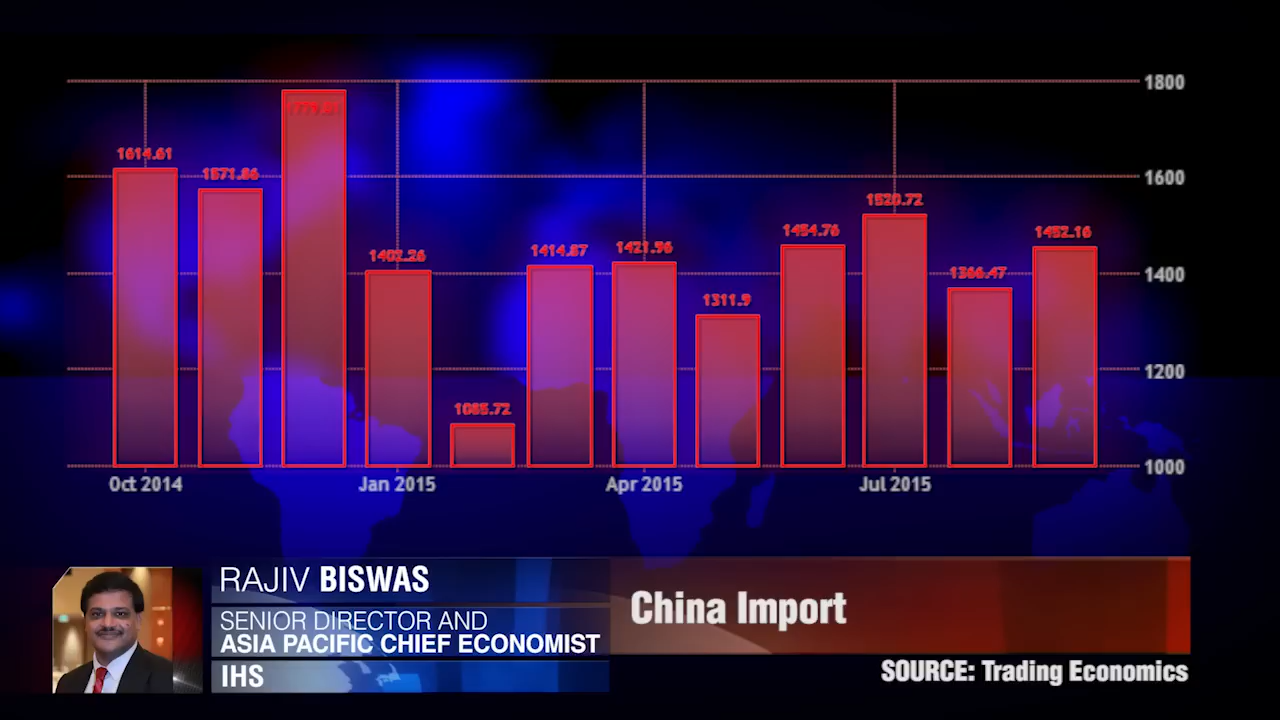 1800
1614.61
1571.86
1600
1520.72
1402.26
1414.87
1421.96
1454.76
1452.16
1400
1311.9
1366.47
1200
1085.72
1000
Oct 2014
Jan 2015
Apr 2015
Jul 2015
RAJIV BISWAS
SENIOR DIRECTOR AND
ASIA PACIFIC CHIEF ECONOMIST
IHS
China Import
SOURCE: Trading Economics